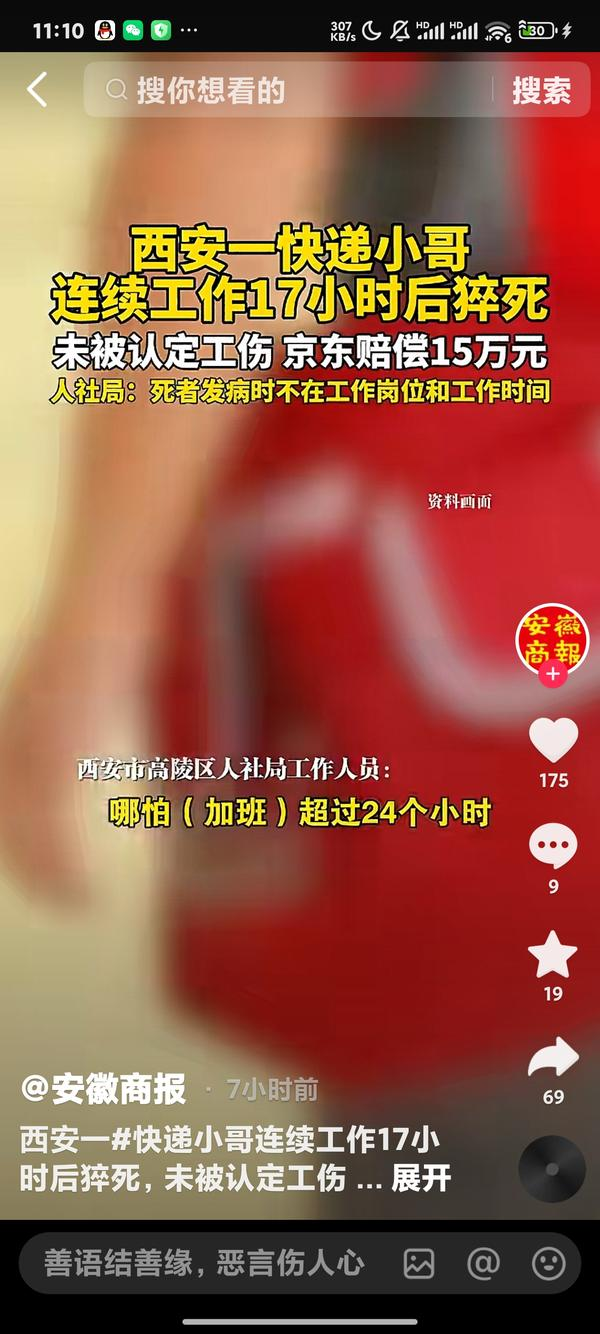 11:10
307
KB/s
HD
HD
6
30
搜你想看的
搜索
西安一快递小哥
连续工作17小时后猝死
未被认定工伤 京东赔偿15万元
人社局：死者发病时不在工作岗位和工作时间
资料画面
安徽
商報
175
西安市高陵区人社局工作人员：
哪怕（加班）超过24个小时
9
19
69
@安徽商报 · 7小时前
西安一#快递小哥连续工作17小
时后猝死，未被认定工伤 ... 展开
善语结善缘，恶言伤人心
@